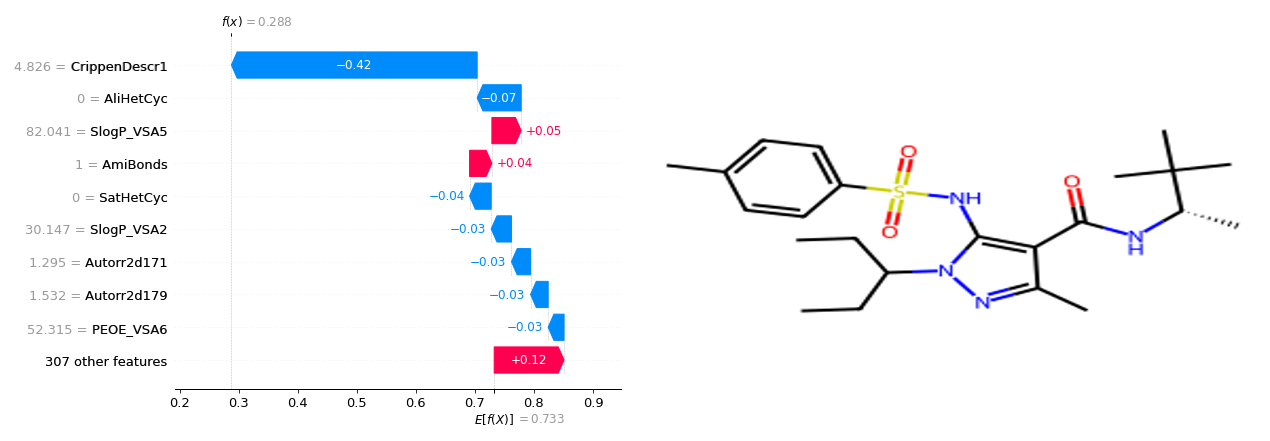 f(x) = 0.288
4.826 = CrippenDescr1
−0.42
0 = AliHetCyc
−0.07
82.041 = SlogP_VSA5
+0.05
1 = AmiBonds
+0.04
0 = SatHetCyc
−0.04
30.147 = SlogP_VSA2
−0.03
1.295 = Autorr2d171
−0.03
1.532 = Autorr2d179
−0.03
52.315 = PEOE_VSA6
−0.03
307 other features
+0.12
0.2 0.3 0.4 0.5 0.6 0.7 0.8 0.9
E[f(X)] = 0.733
O
S
NH
O
O
N
H
N
N